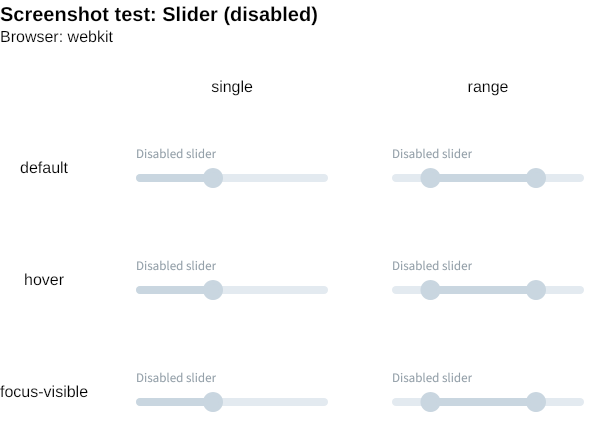 Screenshot test: Slider (disabled)
Browser: webkit
single range
default
Disabled slider Disabled slider
hover
Disabled slider Disabled slider
focus-visible
Disabled slider Disabled slider